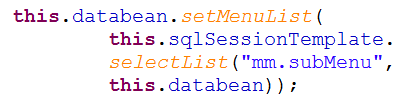 this.databean.setMenuList(
this.sqlSessionTemplate.
selectList("mm.subMenu",
this.databean));